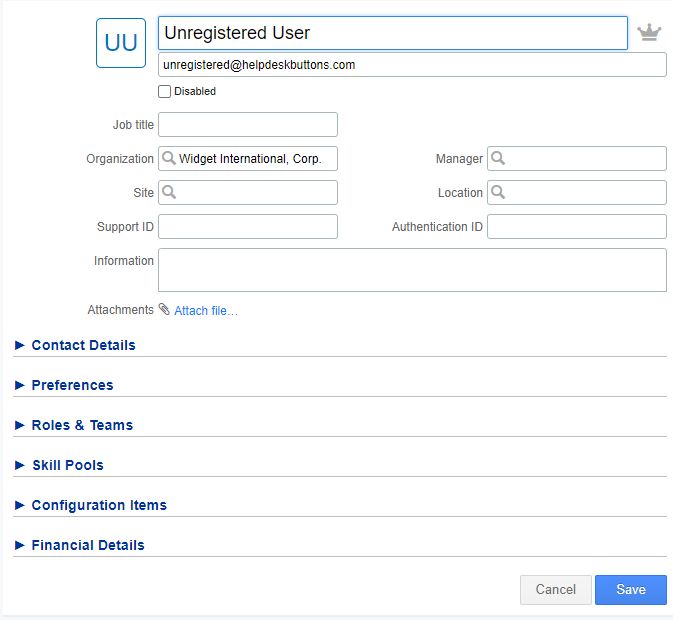 UU
Unregistered User
unregistered@helpdeskbuttons.com
Disabled
Job title
Organization Widget International, Corp. Manager
Site Location
Support ID Authentication ID
Information
Attachments Attach file…
Contact Details
Preferences
Roles & Teams
Skill Pools
Configuration Items
Financial Details
Cancel Save